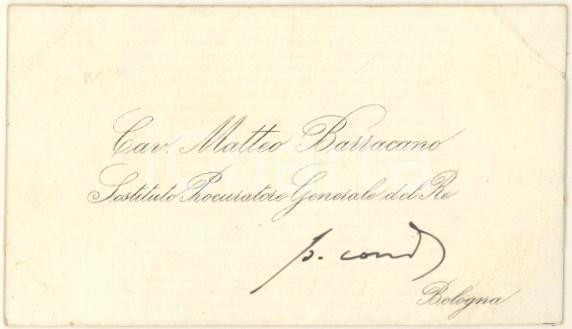 Cav. Matteo Barracano
Sostituto Procuratore Generale del Re
p. cond.
Bologna